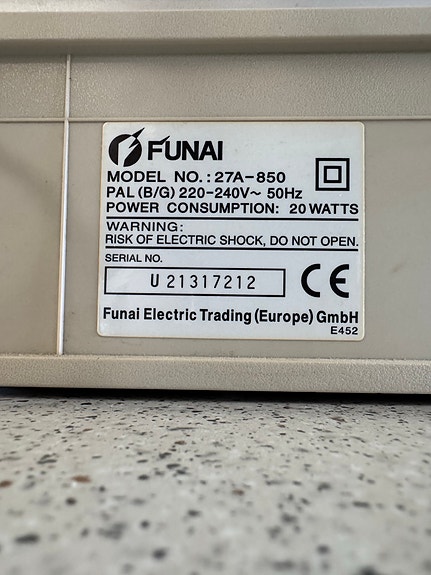 FUNAI
MODEL NO.: 27A-850
PAL (B/G) 220-240V~ 50Hz
POWER CONSUMPTION: 20 WATTS
WARNING:
RISK OF ELECTRIC SHOCK, DO NOT OPEN.
SERIAL NO.
U 21317212
CE
Funai Electric Trading (Europe) GmbH
E452